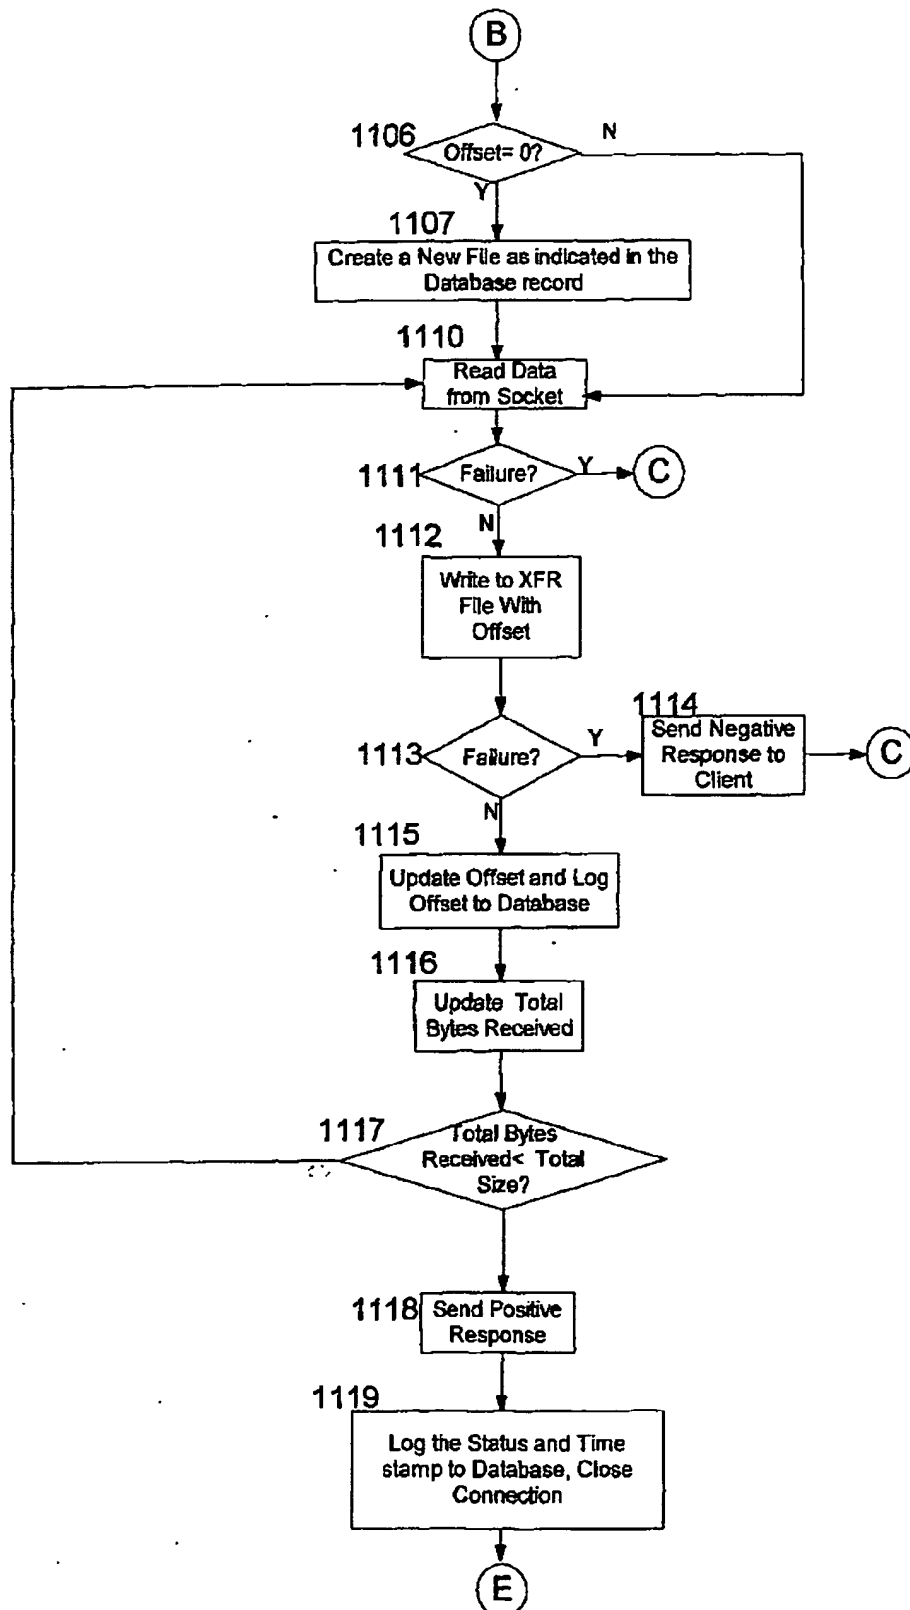 B
1106
Offset= 0?
N
Y
1107
Create a New File as indicated in the
Database record
1110
Read Data
from Socket
1111
Failure?
Y
C
N
1112
Write to XFR
File With
Offset
1113
Failure?
Y
1114
Send Negative
Response to
Client
C
N
1115
Update Offset and Log
Offset to Database
1116
Update Total
Bytes Received
1117
Total Bytes
Received< Total
Size?
1118
Send Positive
Response
1119
Log the Status and Time
stamp to Database, Close
Connection
E